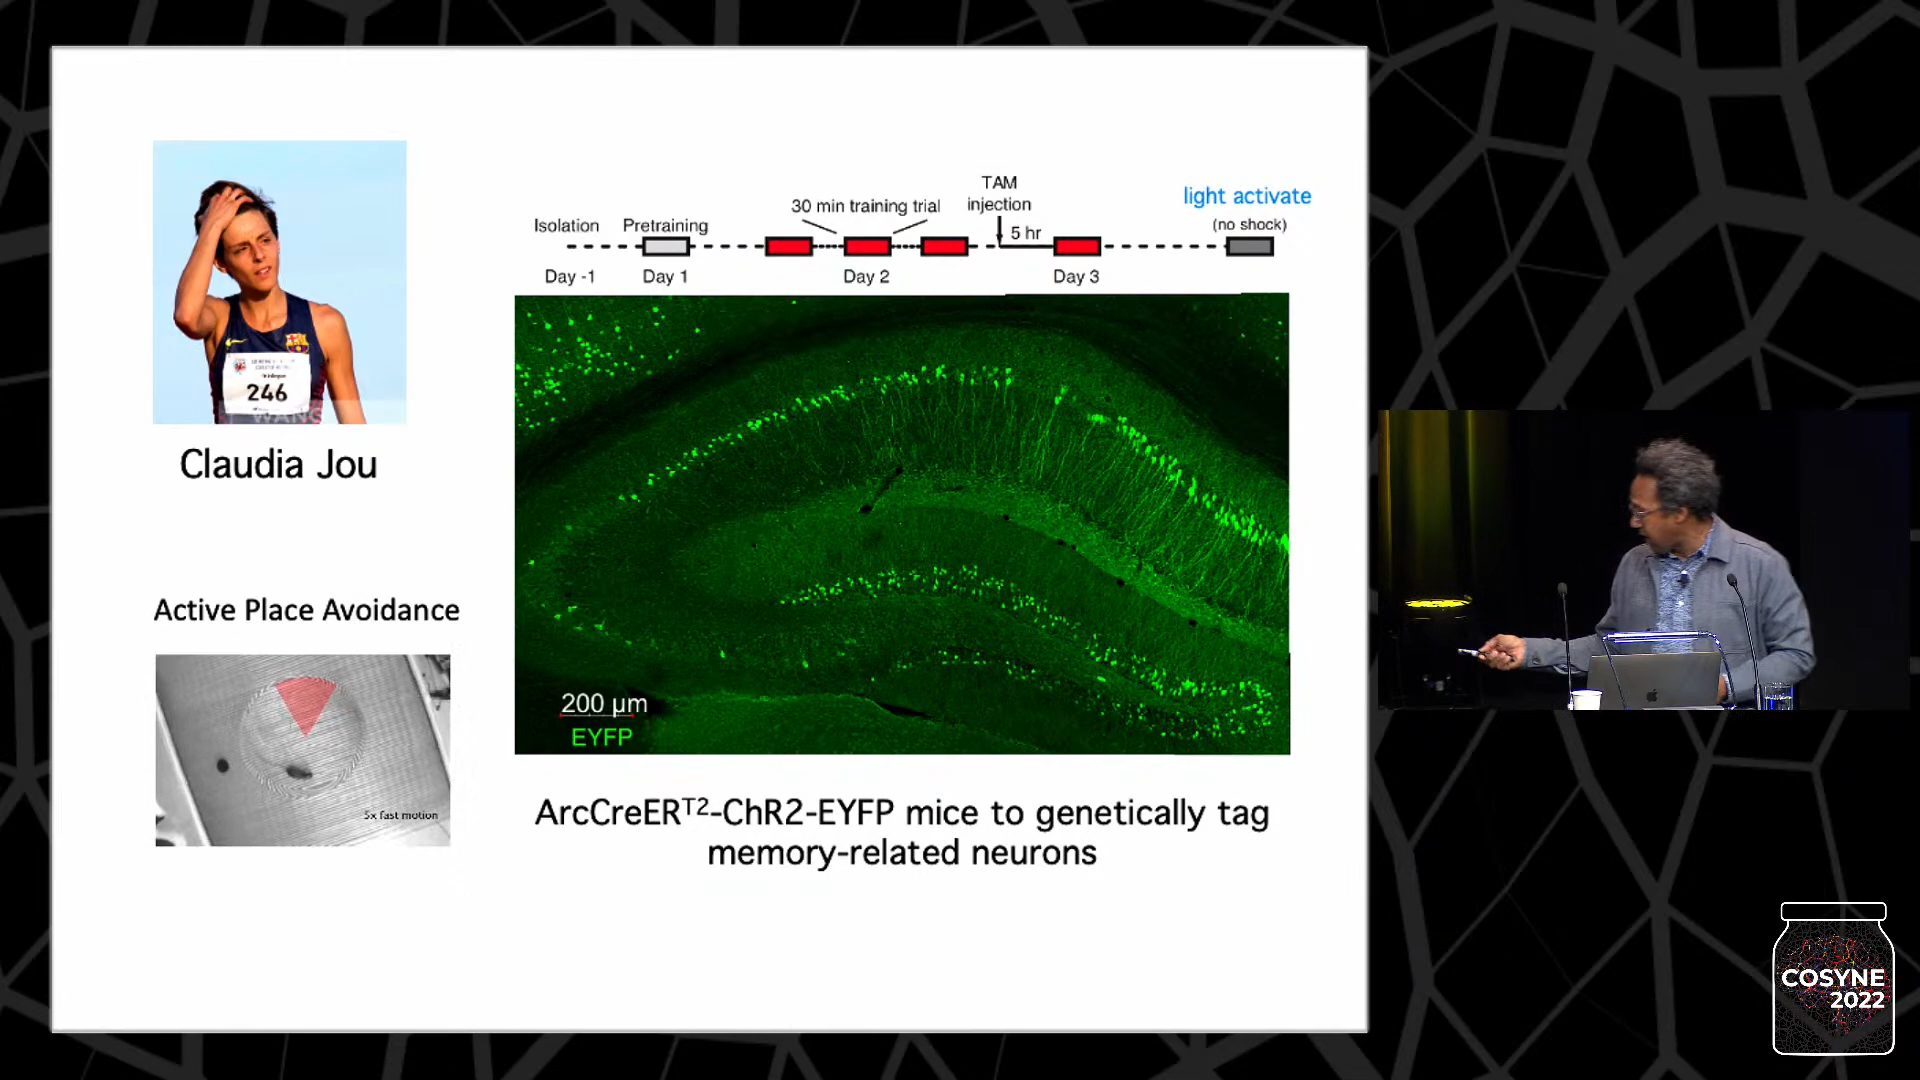 246
WANG
Claudia Jou
Active Place Avoidance
5x fast motion
TAM
injection
light activate
30 min training trial
(no shock)
Isolation
Pretraining
5 hr
Day -1
Day 1
Day 2
Day 3
200 µm
EYFP
ArcCreERT2-ChR2-EYFP mice to genetically tag
memory-related neurons
COSYNE
2022